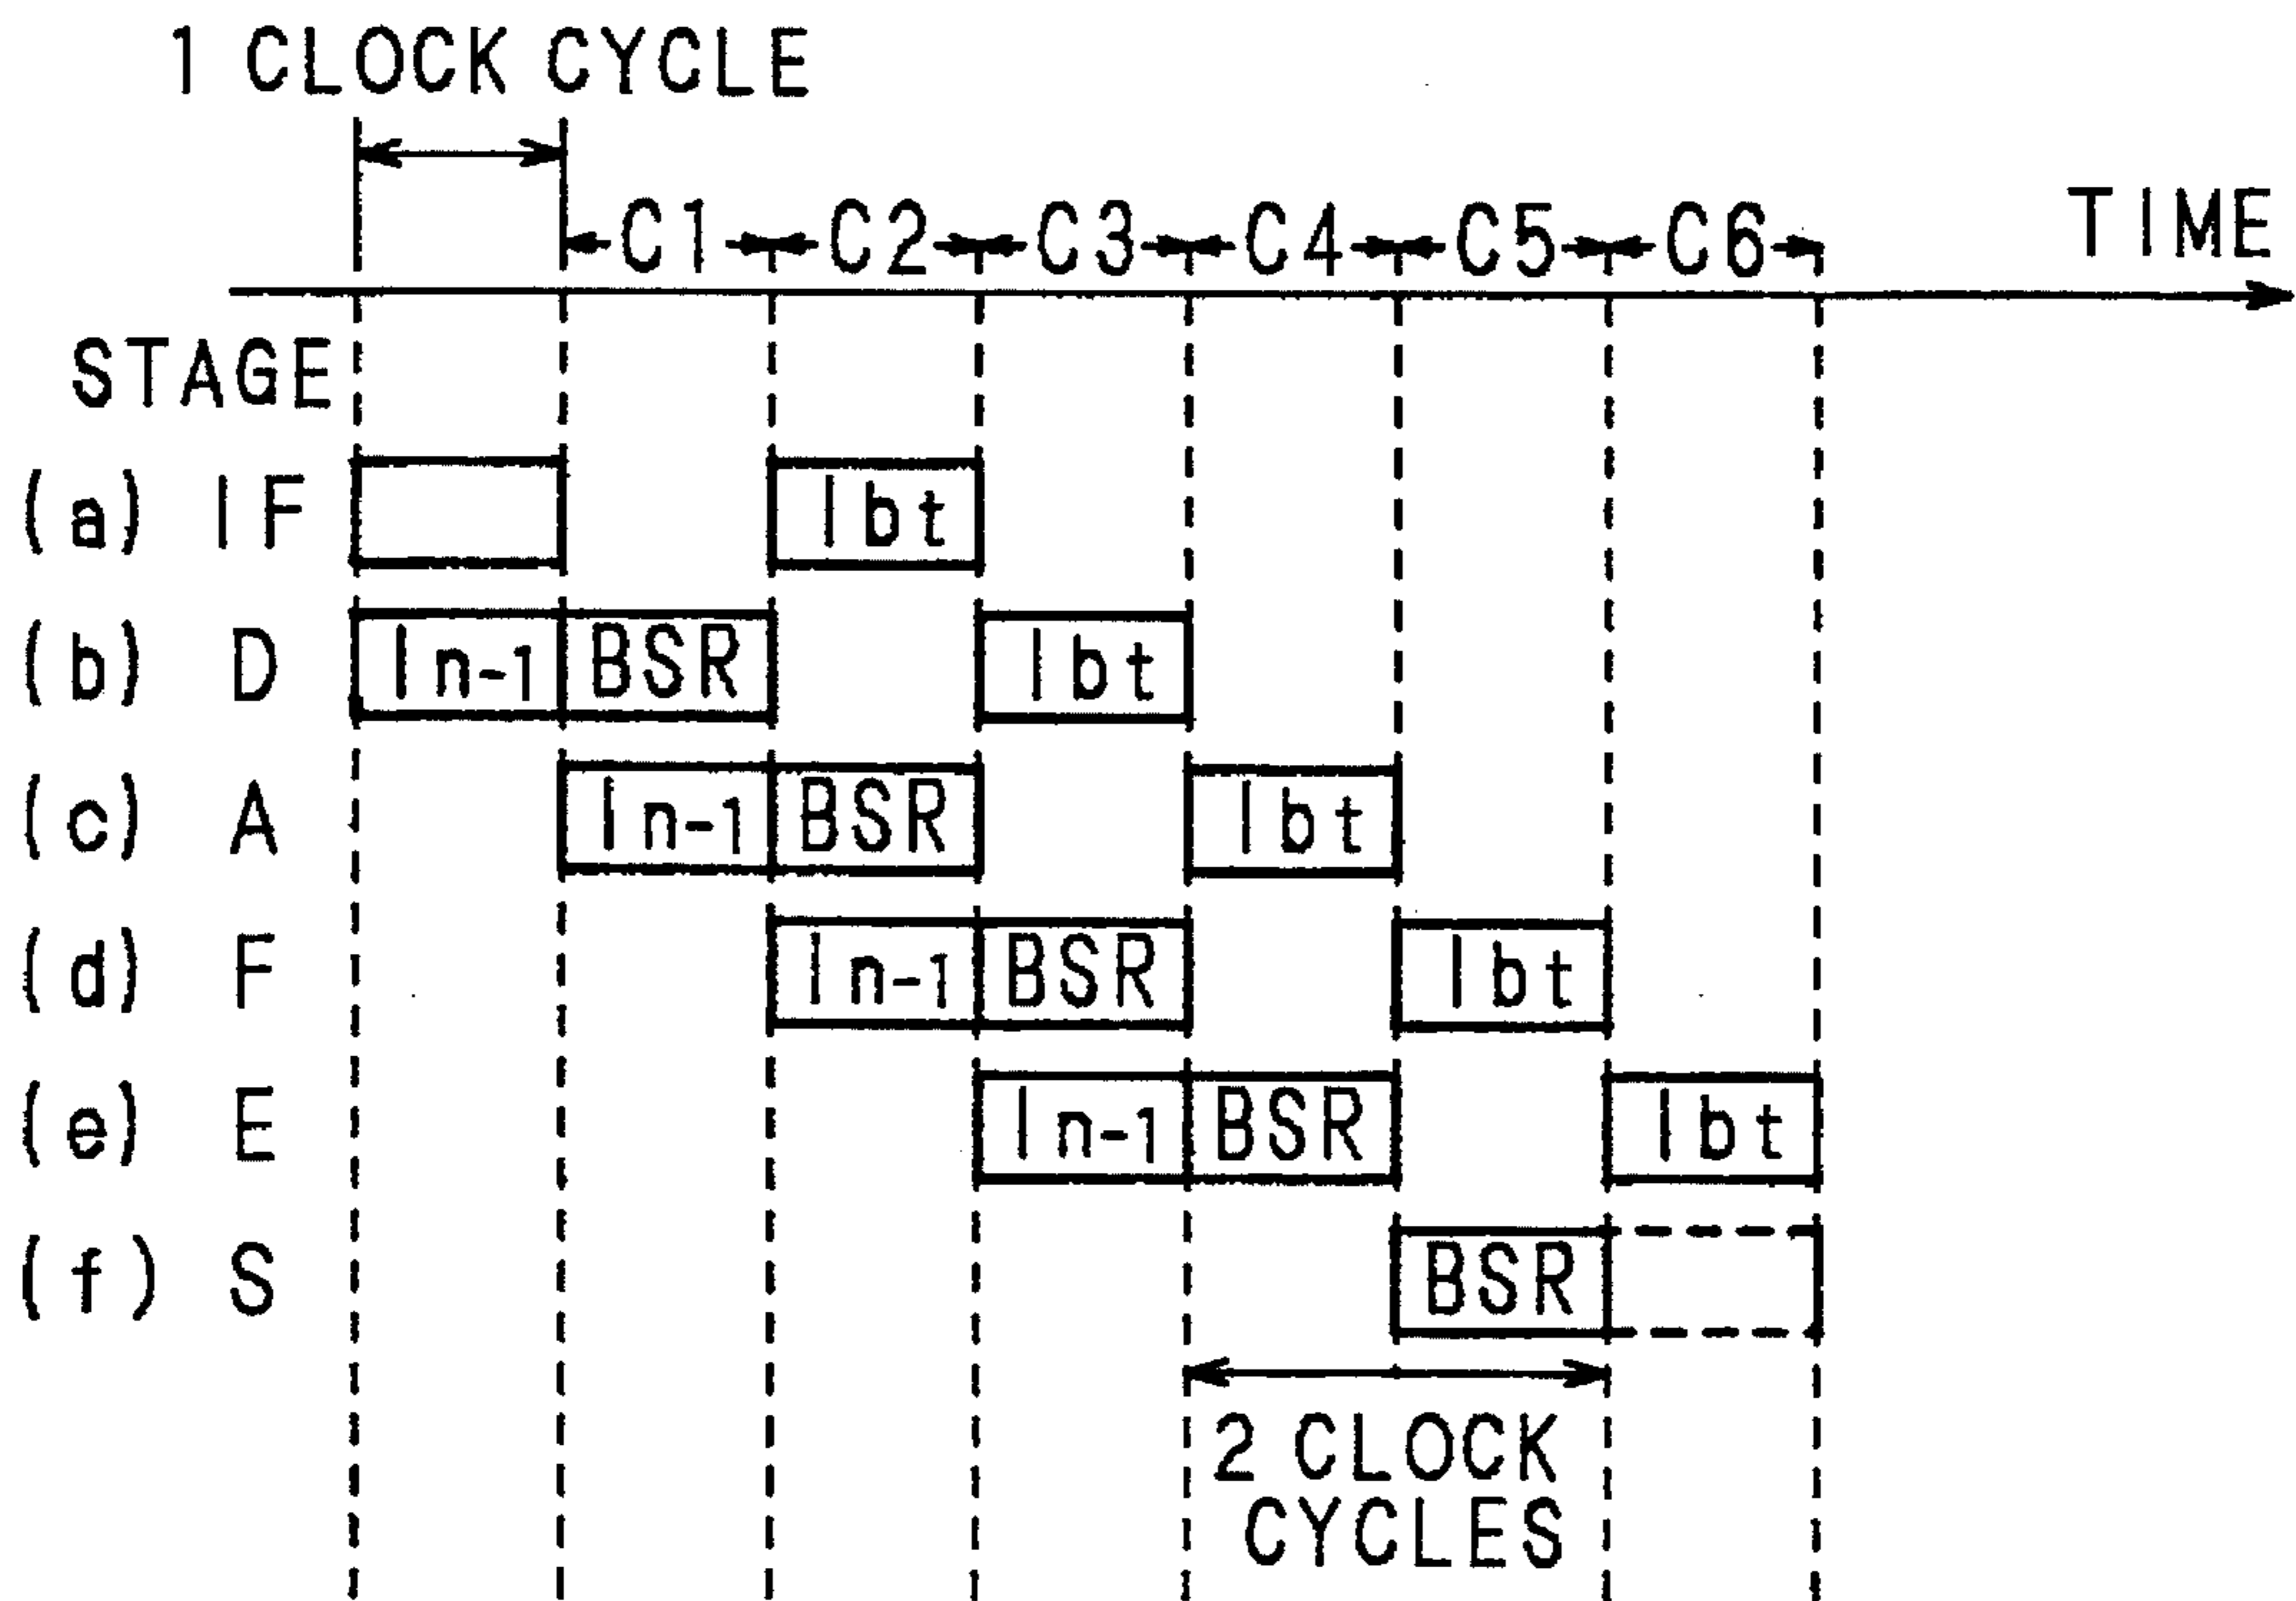 1 CLOCK CYCLE
C1 C2 C3 C4 C5 C6 TIME
STAGE
(a) IF Ibt
(b) D In-1 BSR Ibt
(c) A In-1 BSR Ibt
(d) F In-1 BSR Ibt
(e) E In-1 BSR Ibt
(f) S BSR
2 CLOCK
CYCLES